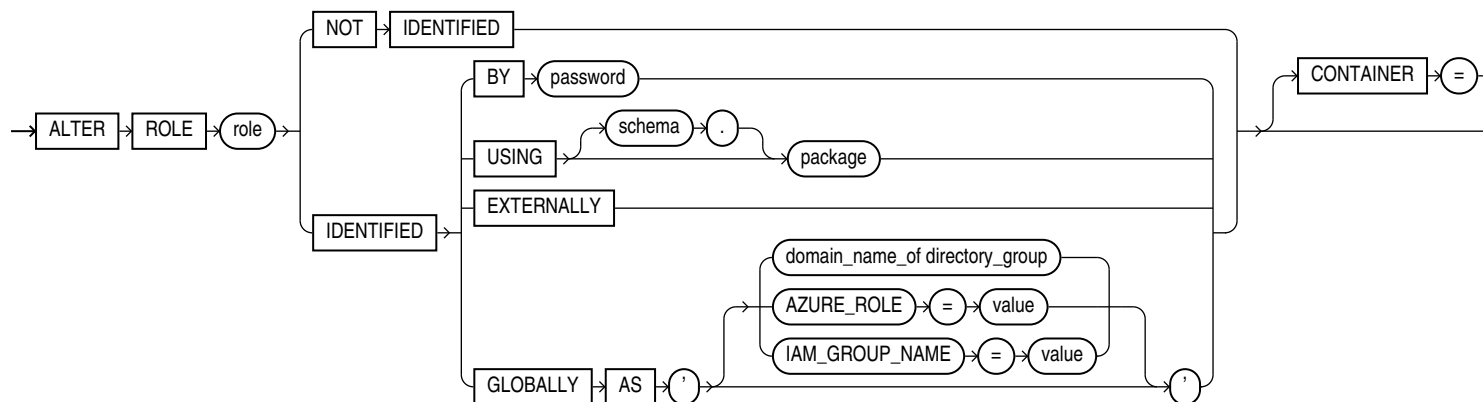 NOT IDENTIFIED
BY password
CONTAINER =
schema .
ALTER ROLE role
USING package
EXTERNALLY
IDENTIFIED
domain_name_of directory_group
AZURE_ROLE = value
IAM_GROUP_NAME = value
GLOBALLY AS ' '